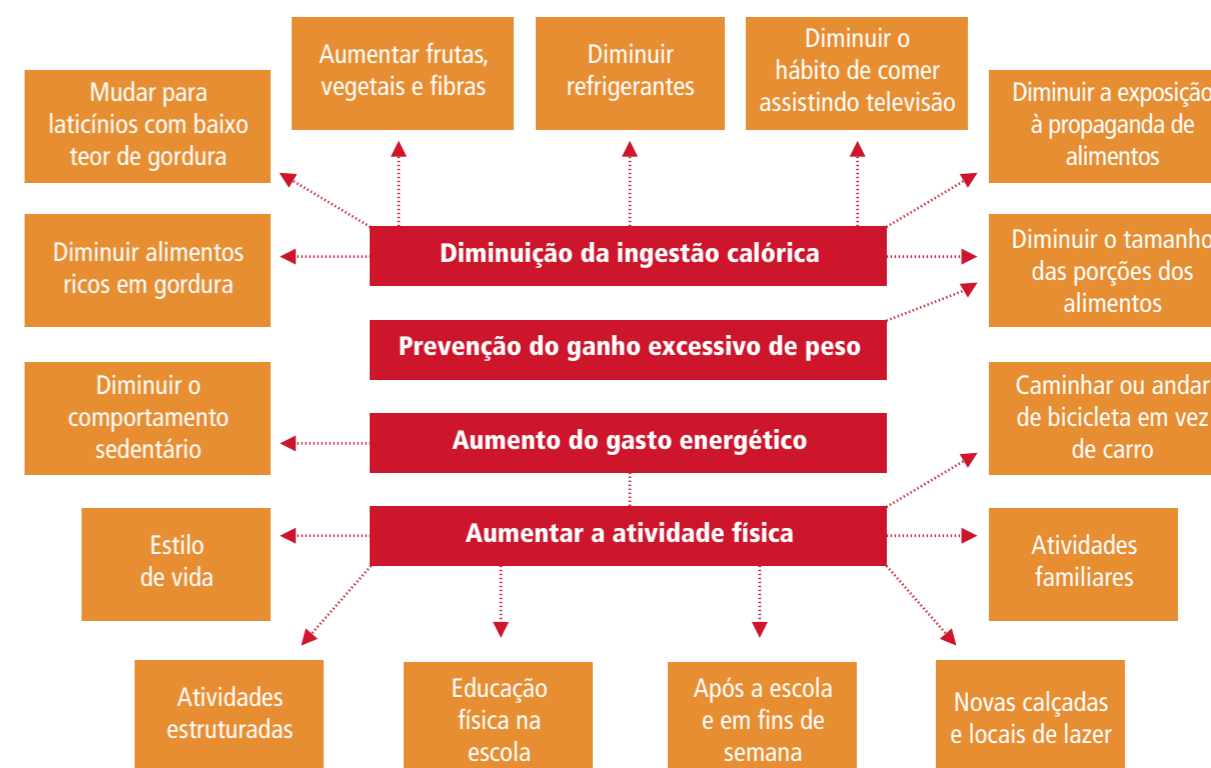 Aumentar frutas,
vegetais e fibras
Diminuir
refrigerantes
Diminuir o
hábito de comer
assistindo televisão
Mudar para
laticínios com baixo
teor de gordura
Diminuir a exposição
à propaganda de
alimentos
Diminuição da ingestão calórica
Diminuir alimentos
ricos em gordura
Diminuir o tamanho
das porções dos
alimentos
Prevenção do ganho excessivo de peso
Diminuir o
comportamento
sedentário
Aumento do gasto energético
Caminhar ou andar
de bicicleta em vez
de carro
Aumentar a atividade física
Estilo
de vida
Atividades
familiares
Atividades
estruturadas
Educação
física na
escola
Após a escola
e em fins de
semana
Novas calçadas
e locais de lazer